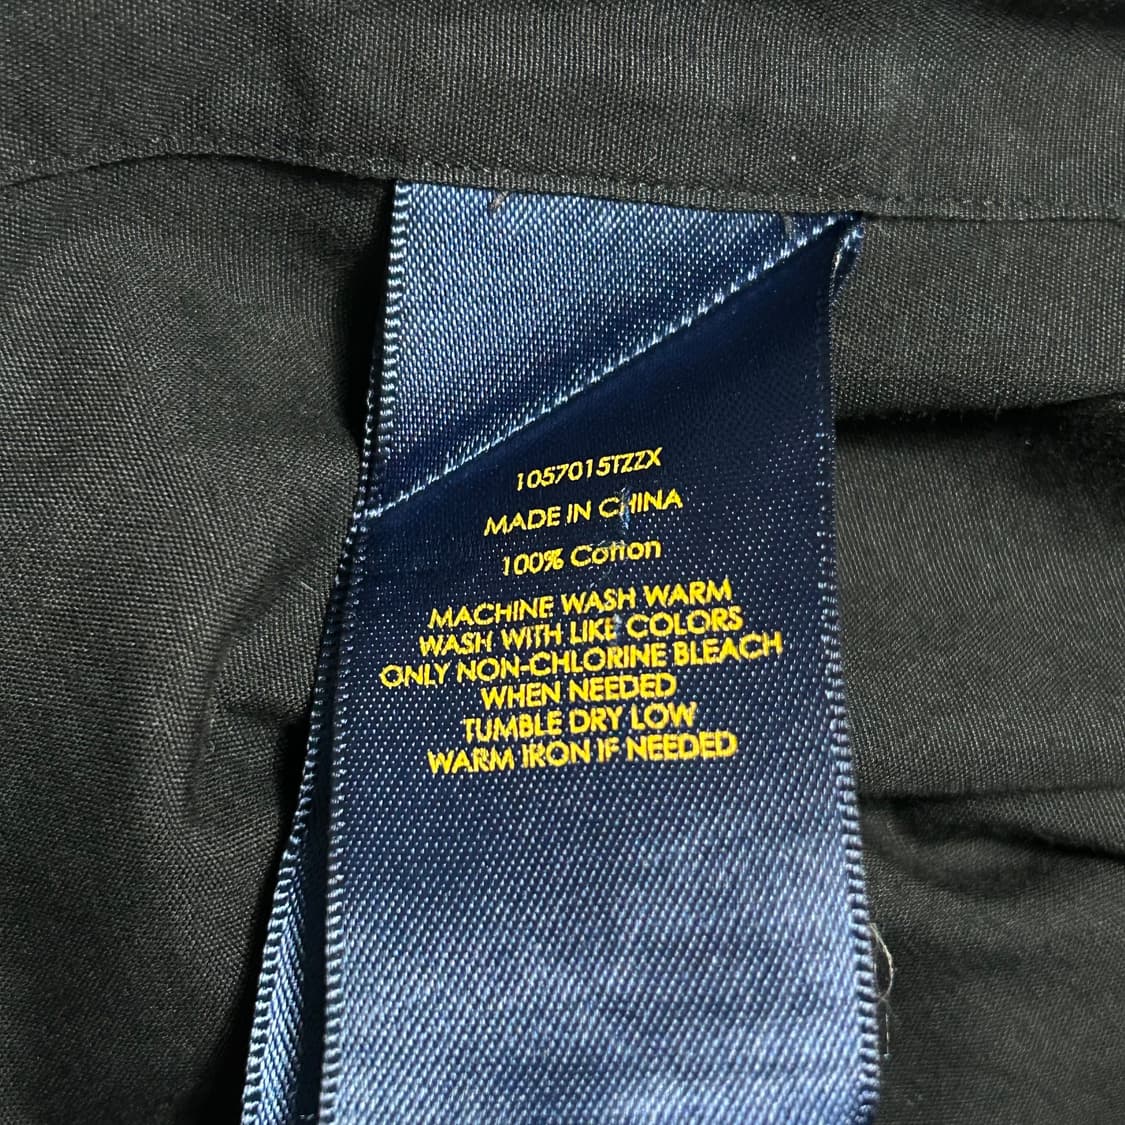 1057015TZZX
MADE IN CHINA
100% Cotton
MACHINE WASH WARM
WASH WITH LIKE COLORS
ONLY NON-CHLORINE BLEACH
WHEN NEEDED
TUMBLE DRY LOW
WARM IRON IF NEEDED